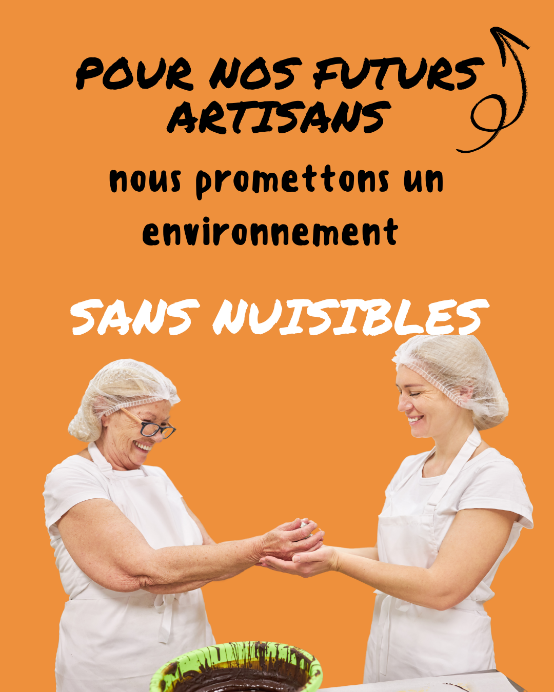 POUR NOS FUTURS
ARTISANS
nous promettons un
environnement
SANS NUISIBLES